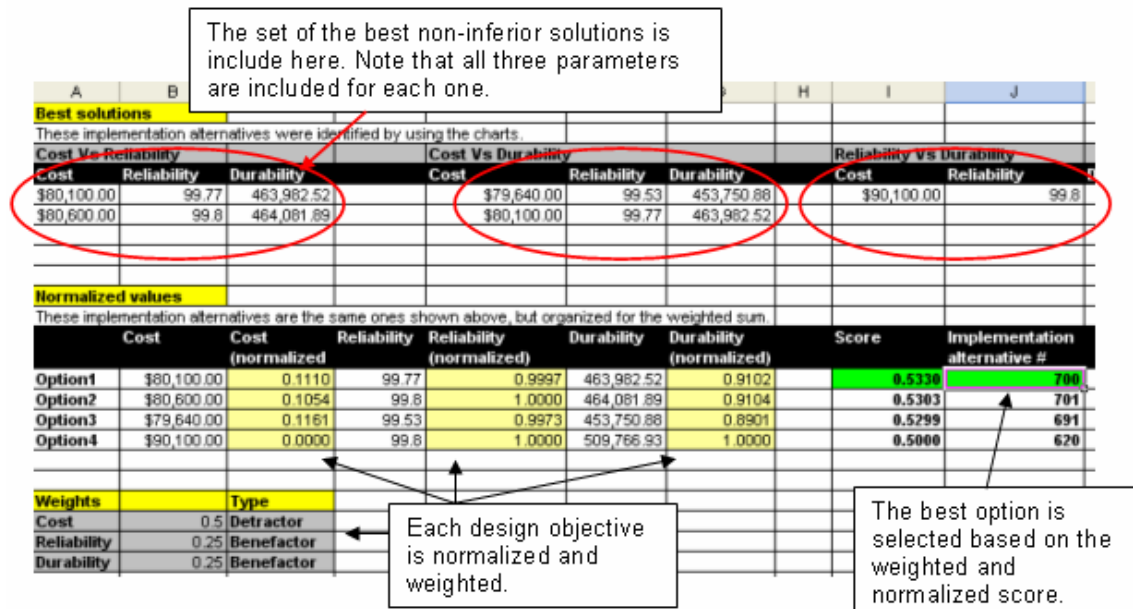 The set of the best non-inferior solutions is
include here. Note that all three parameters
are included for each one.
A B H I J
Best solutions
These implementation alternatives were identified by using the charts.
Cost Vs Reliability Cost Vs Durability Reliability Vs Durability
Cost Reliability Durability Cost Reliability Durability Cost Reliability
$80,100.00 99.77 463,982.52 $79,640.00 99.53 453,750.88 $90,100.00 99.8
$80,600.00 99.8 464,081.89 $80,100.00 99.77 463,982.52
Normalized values
These implementation alternatives are the same ones shown above, but organized for the weighted sum.
Cost Cost Reliability Reliability Durability Durability Score Implementation
(normalized (normalized) (normalized) alternative #
Option1 $80,100.00 0.1110 99.77 0.9997 463,982.52 0.9102 0.5330 700
Option2 $80,600.00 0.1054 99.8 1.0000 464,081.89 0.9104 0.5303 701
Option3 $79,640.00 0.1161 99.53 0.9973 453,750.88 0.8901 0.5299 691
Option4 $90,100.00 0.0000 99.8 1.0000 509,766.93 1.0000 0.5000 620
Weights Type
Cost 0.5 Detractor
Reliability 0.25 Benefactor
Durability 0.25 Benefactor
Each design objective
is normalized and
weighted.
The best option is
selected based on the
weighted and
normalized score.